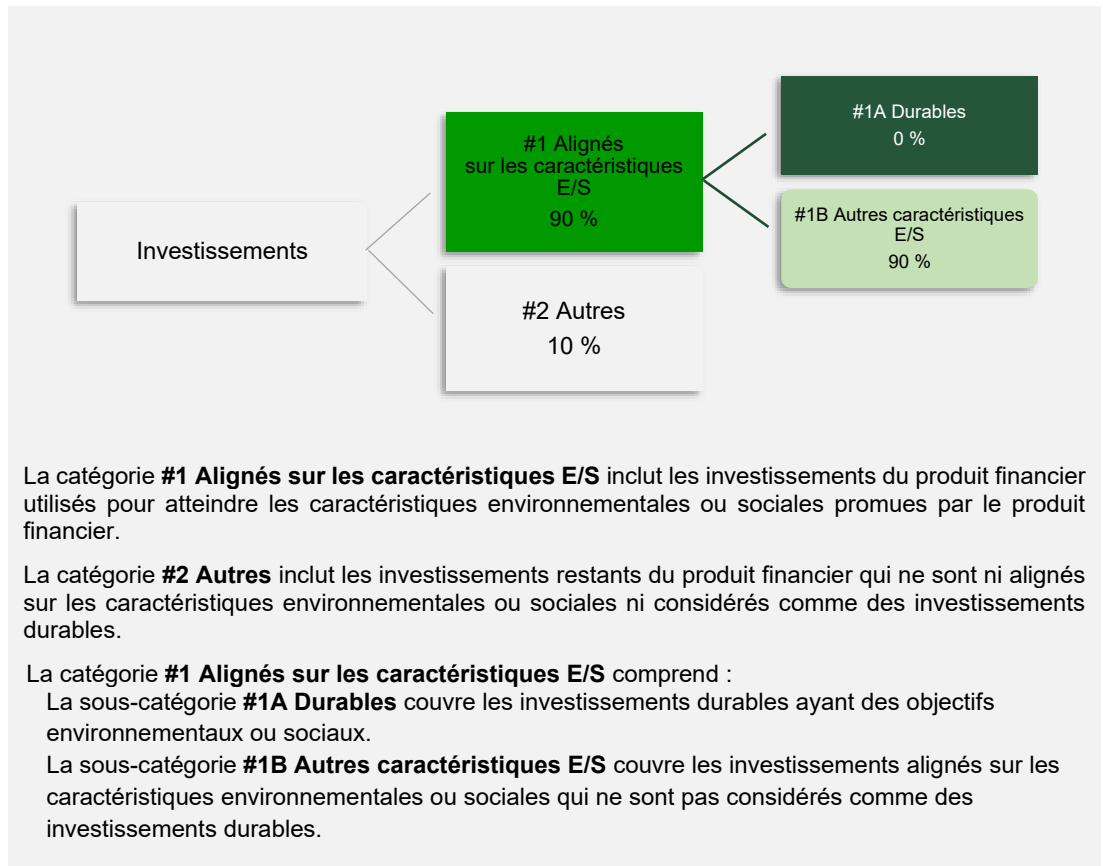 #1A Durables
0 %
#1 Alignés
sur les caractéristiques
E/S
90 %
#1B Autres caractéristiques
E/S
90 %
Investissements
#2 Autres
10 %
La catégorie #1 Alignés sur les caractéristiques E/S inclut les investissements du produit financier
utilisés pour atteindre les caractéristiques environnementales ou sociales promues par le produit
financier.
La catégorie #2 Autres inclut les investissements restants du produit financier qui ne sont ni alignés
sur les caractéristiques environnementales ou sociales ni considérés comme des investissements
durables.
La catégorie #1 Alignés sur les caractéristiques E/S comprend :
La sous-catégorie #1A Durables couvre les investissements durables ayant des objectifs
environnementaux ou sociaux.
La sous-catégorie #1B Autres caractéristiques E/S couvre les investissements alignés sur les
caractéristiques environnementales ou sociales qui ne sont pas considérés comme des
investissements durables.